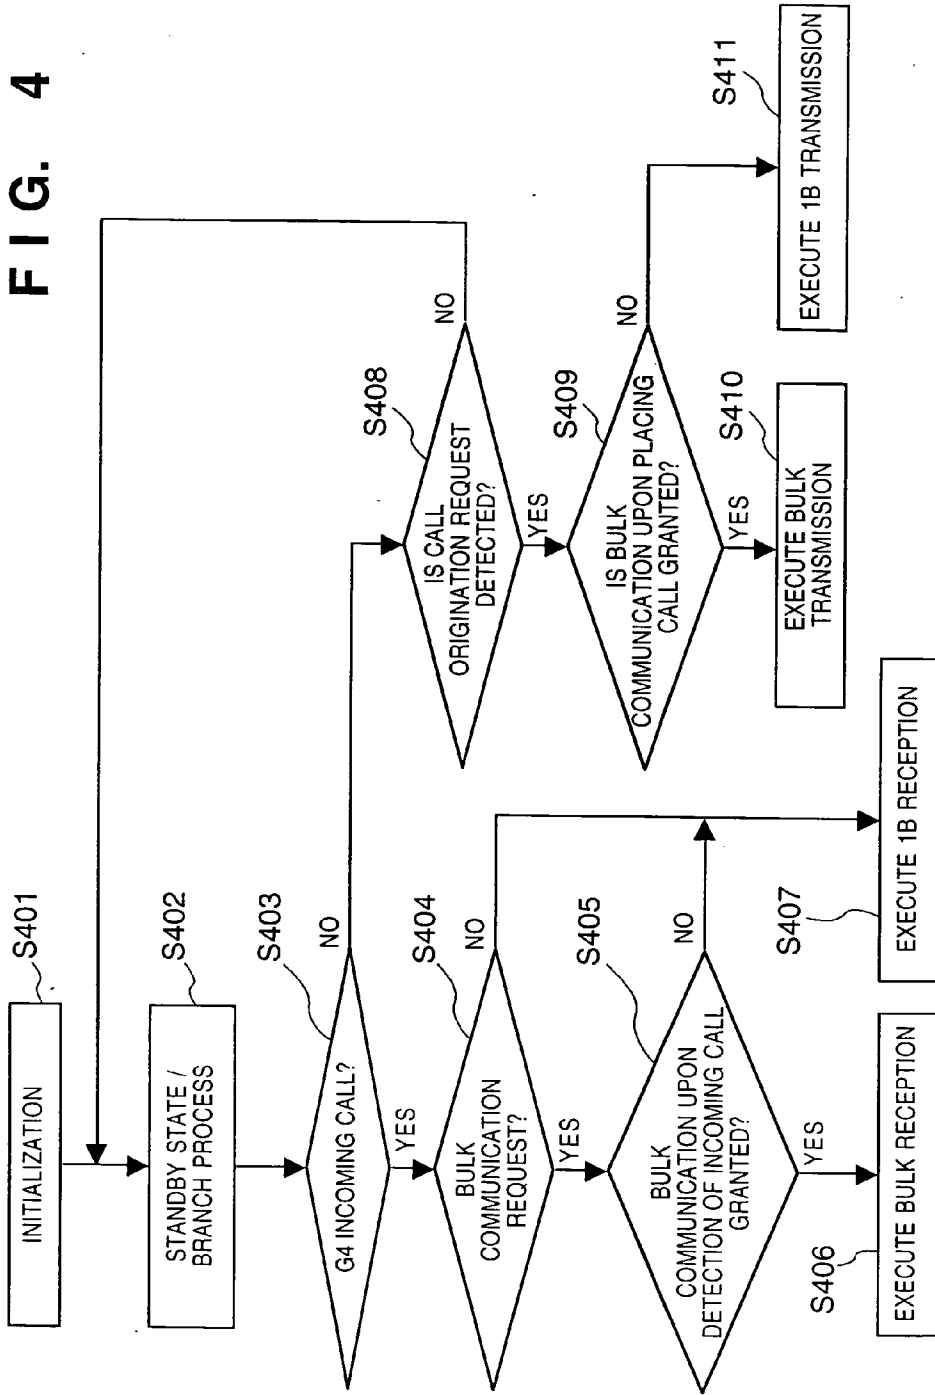 FIG. 4
INITIALIZATION
S401
STANDBY STATE /
BRANCH PROCESS
S402
G4 INCOMING CALL?
S403
NO
YES
BULK
COMMUNICATION
REQUEST?
S404
NO
YES
BULK
COMMUNICATION UPON
DETECTION OF INCOMING CALL
GRANTED?
S405
NO
YES
S406
EXECUTE BULK RECEPTION
S407
EXECUTE 1B RECEPTION
IS CALL
ORIGINATION REQUEST
DETECTED?
S408
NO
YES
IS BULK
COMMUNICATION UPON PLACING
CALL GRANTED?
S409
NO
YES
EXECUTE BULK
TRANSMISSION
S410
EXECUTE 1B TRANSMISSION
S411